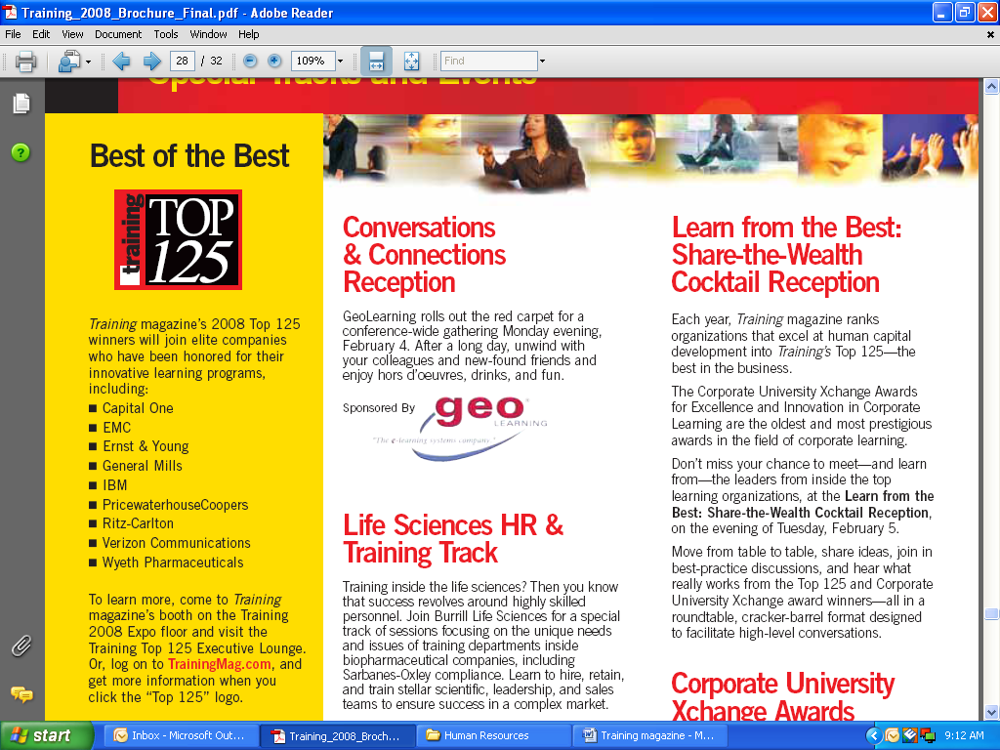 Training_2008_Brochure_Final.pdf - Adobe Reader
File Edit View Document Tools Window Help
28 / 32 109% Find
Special Tracks and Events
Best of the Best
training TOP
125
Training magazine's 2008 Top 125
winners will join elite companies
who have been honored for their
innovative learning programs,
including:
■ Capital One
■ EMC
■ Ernst & Young
■ General Mills
■ IBM
■ PricewaterhouseCoopers
■ Ritz-Carlton
■ Verizon Communications
■ Wyeth Pharmaceuticals
To learn more, come to Training
magazine's booth on the Training
2008 Expo floor and visit the
Training Top 125 Executive Lounge.
Or, log on to TrainingMag.com, and
get more information when you
click the “Top 125” logo.
Conversations
& Connections
Reception
GeoLearning rolls out the red carpet for a
conference-wide gathering Monday evening,
February 4. After a long day, unwind with
your colleagues and new-found friends and
enjoy hors d'oeuvres, drinks, and fun.
Sponsored By geo
LEARNING
"The e-learning systems company."
Life Sciences HR &
Training Track
Training inside the life sciences? Then you know
that success revolves around highly skilled
personnel. Join Burrill Life Sciences for a special
track of sessions focusing on the unique needs
and issues of training departments inside
biopharmaceutical companies, including
Sarbanes-Oxley compliance. Learn to hire, retain,
and train stellar scientific, leadership, and sales
teams to ensure success in a complex market.
Learn from the Best:
Share-the-Wealth
Cocktail Reception
Each year, Training magazine ranks
organizations that excel at human capital
development into Training's Top 125—the
best in the business.
The Corporate University Xchange Awards
for Excellence and Innovation in Corporate
Learning are the oldest and most prestigious
awards in the field of corporate learning.
Don't miss your chance to meet—and learn
from—the leaders from inside the top
learning organizations, at the Learn from the
Best: Share-the-Wealth Cocktail Reception,
on the evening of Tuesday, February 5.
Move from table to table, share ideas, join in
best-practice discussions, and hear what
really works from the Top 125 and Corporate
University Xchange award winners—all in a
roundtable, cracker-barrel format designed
to facilitate high-level conversations.
Corporate University
Xchange Awards
start Inbox - Microsoft Out... Training_2008_Broch... Human Resources Training magazine - M... 9:12 AM